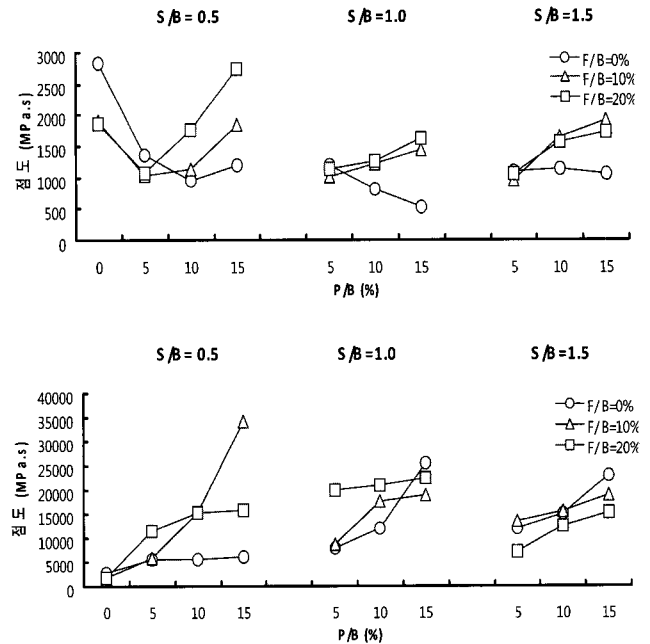 S/B = 0.5 S/B = 1.0 S/B = 1.5
점도 (MPa.s)
3000
2500
2000
1500
1000
500
0
F/B=0%
F/B=10%
F/B=20%
0 5 10 15 5 10 15 5 10 15
P/B (%)
S/B = 0.5 S/B = 1.0 S/B = 1.5
점도 (MPa.s)
40000
35000
30000
25000
20000
15000
10000
5000
0
F/B=0%
F/B=10%
F/B=20%
0 5 10 15 5 10 15 5 10 15
P/B (%)